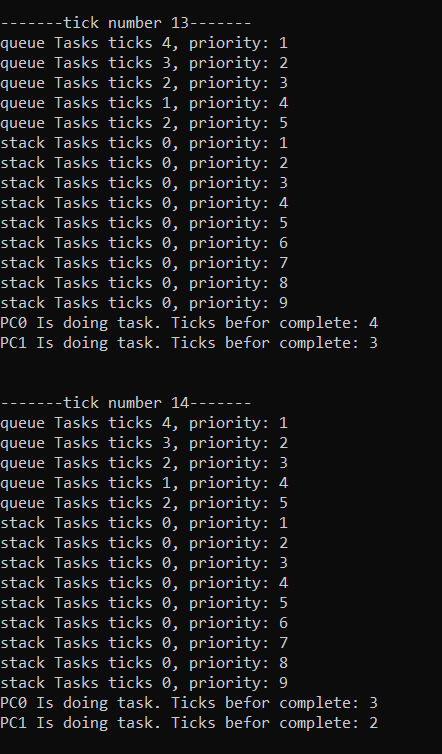 -------tick number 13-------
queue Tasks ticks 4, priority: 1
queue Tasks ticks 3, priority: 2
queue Tasks ticks 2, priority: 3
queue Tasks ticks 1, priority: 4
queue Tasks ticks 2, priority: 5
stack Tasks ticks 0, priority: 1
stack Tasks ticks 0, priority: 2
stack Tasks ticks 0, priority: 3
stack Tasks ticks 0, priority: 4
stack Tasks ticks 0, priority: 5
stack Tasks ticks 0, priority: 6
stack Tasks ticks 0, priority: 7
stack Tasks ticks 0, priority: 8
stack Tasks ticks 0, priority: 9
PC0 Is doing task. Ticks befor complete: 4
PC1 Is doing task. Ticks befor complete: 3
-------tick number 14-------
queue Tasks ticks 4, priority: 1
queue Tasks ticks 3, priority: 2
queue Tasks ticks 2, priority: 3
queue Tasks ticks 1, priority: 4
queue Tasks ticks 2, priority: 5
stack Tasks ticks 0, priority: 1
stack Tasks ticks 0, priority: 2
stack Tasks ticks 0, priority: 3
stack Tasks ticks 0, priority: 4
stack Tasks ticks 0, priority: 5
stack Tasks ticks 0, priority: 6
stack Tasks ticks 0, priority: 7
stack Tasks ticks 0, priority: 8
stack Tasks ticks 0, priority: 9
PC0 Is doing task. Ticks befor complete: 3
PC1 Is doing task. Ticks befor complete: 2